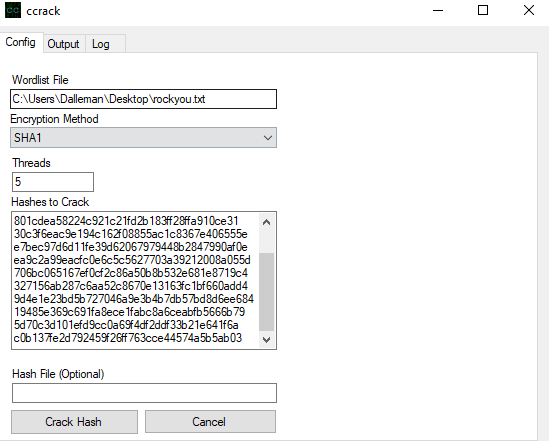 ccrack
Config Output Log
Wordlist File
C:\Users\Dalleman\Desktop\rockyou.txt
Encryption Method
SHA1
Threads
5
Hashes to Crack
801cdea58224c921c21fd2b183ff28ffa910ce31
30c3f6eac9e194c162f08855ac1c8367e406555e
e7bec97d6d11fe39d62067979448b2847990af0e
ea9c2a99eacfc0e6c5c5627703a39212008a055d
706bc065167ef0cf2c86a50b8b532e681e8719c4
327156ab287c6aa52c8670e13163fc1bf660add4
9d4e1e23bd5b727046a9e3b4b7db57bd8d6ee684
19485e369c691fa8ece1fabc8a6ceabfb5666b79
5d70c3d101efd9cc0a69f4df2ddf33b21e641f6a
c0b137fe2d792459f26ff763cce44574a5b5ab03
Hash File (Optional)
Crack Hash Cancel